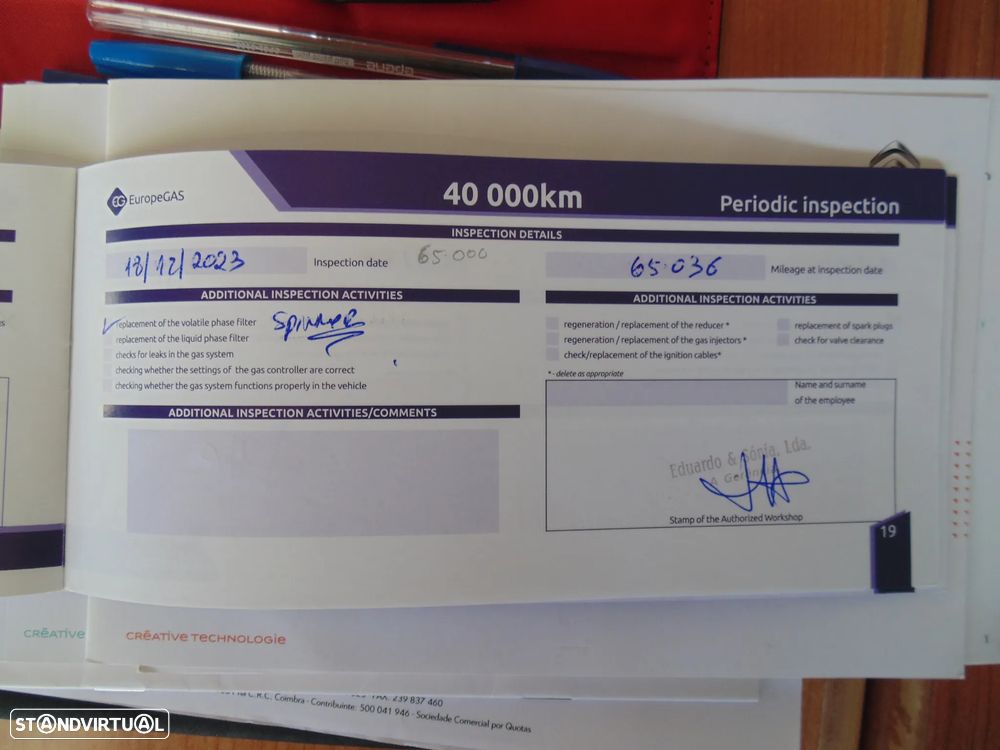 EG EuropeGAS
40 000km
Periodic inspection
INSPECTION DETAILS
18/12/2023 Inspection date 65.000
65.036 Mileage at inspection date
ADDITIONAL INSPECTION ACTIVITIES
replacement of the volatile phase filter
replacement of the liquid phase filter
checks for leaks in the gas system
checking whether the settings of the gas controller are correct
checking whether the gas system functions properly in the vehicle
ADDITIONAL INSPECTION ACTIVITIES/COMMENTS
ADDITIONAL INSPECTION ACTIVITIES
regeneration / replacement of the reducer *
regeneration / replacement of the gas injectors *
check/replacement of the ignition cables*
replacement of spark plugs
check for valve clearance
* - delete as appropriate
Name and surname
of the employee
Eduardo & Sónia, Lda.
A Gerência
Stamp of the Authorized Workshop
19
CRÉATIVE
CRÉATIVE TECHNOLOGIE
C.R.C. Coimbra - Contribuinte: 500 041 946 - Sociedade Comercial por Quotas
FAX 239 837 460
STANDVIRTUAL